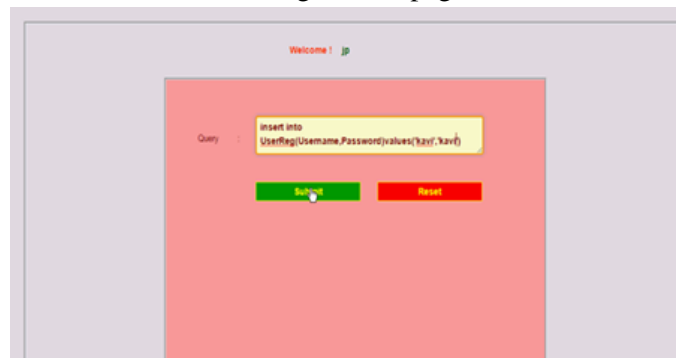 Welcome ! jp
Query :
insert into
UserReg(Username,Password)values('kavi','kavi')
Submit Reset